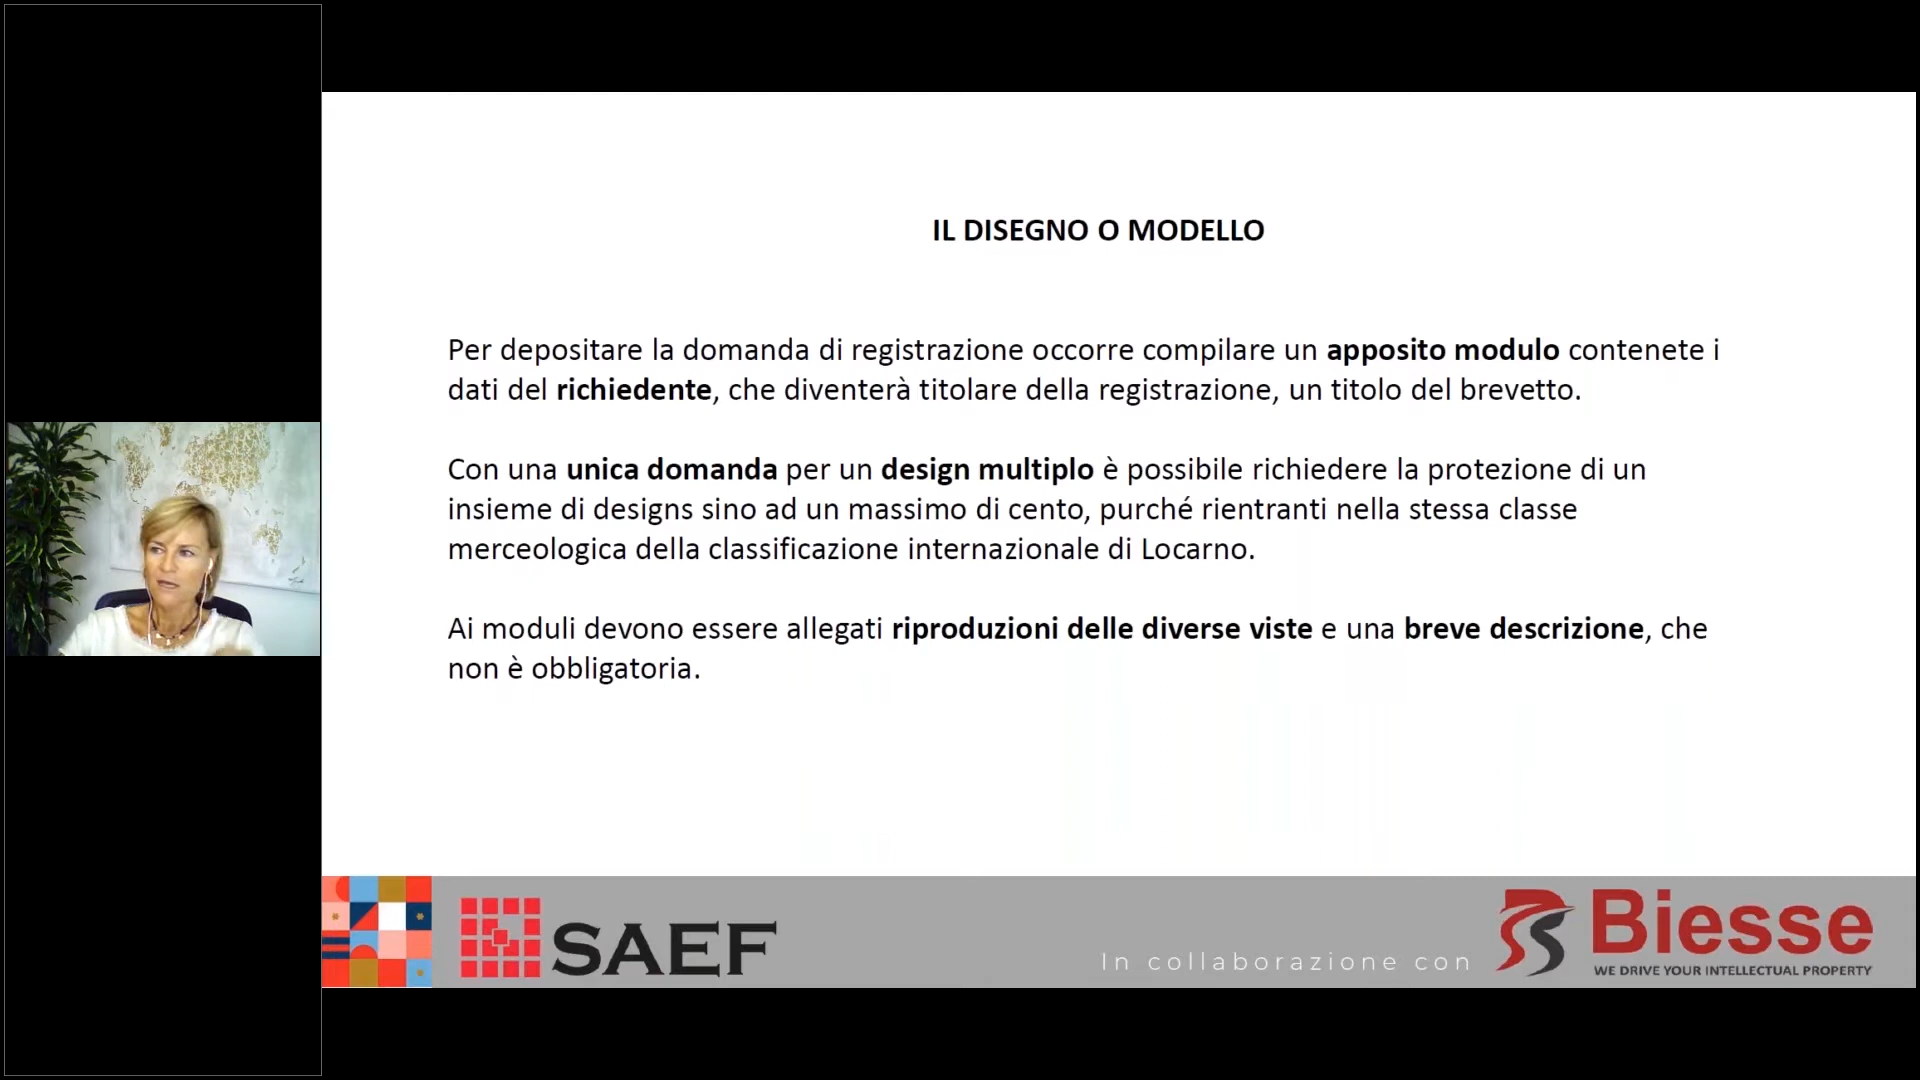 IL DISEGNO O MODELLO
Per depositare la domanda di registrazione occorre compilare un apposito modulo contenete i
dati del richiedente, che diventerà titolare della registrazione, un titolo del brevetto.
Con una unica domanda per un design multiplo è possibile richiedere la protezione di un
insieme di designs sino ad un massimo di cento, purché rientranti nella stessa classe
merceologica della classificazione internazionale di Locarno.
Ai moduli devono essere allegati riproduzioni delle diverse viste e una breve descrizione, che
non è obbligatoria.
SAEF
In collaborazione con
Biesse
WE DRIVE YOUR INTELLECTUAL PROPERTY